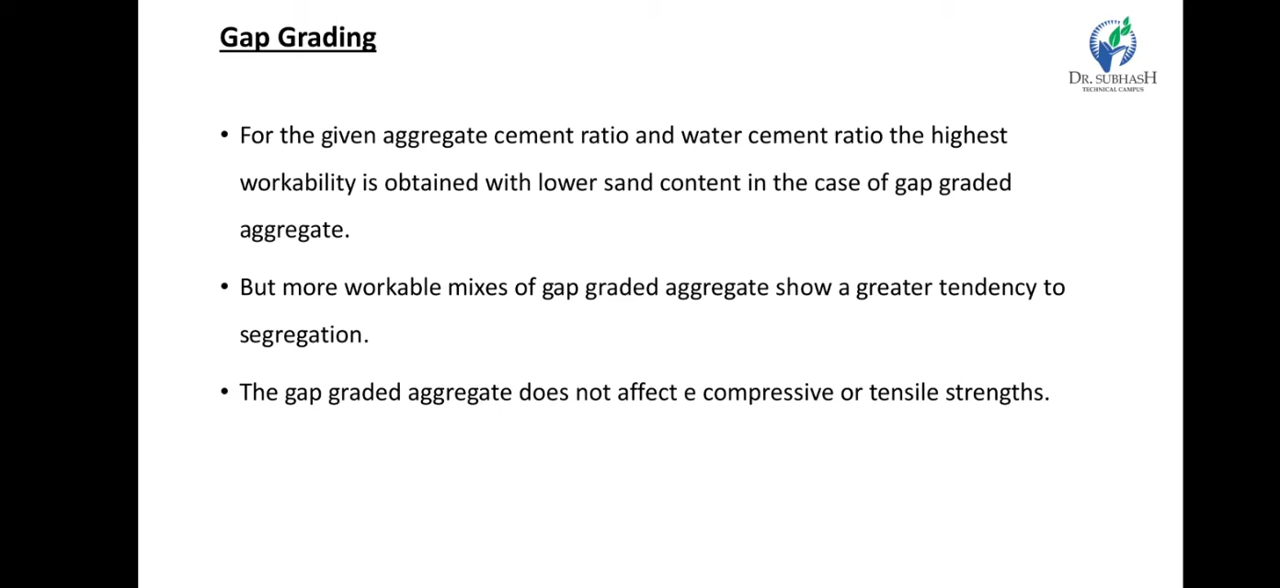 Gap Grading
DR. SUBHASH
TECHNICAL CAMPUS
• For the given aggregate cement ratio and water cement ratio the highest
workability is obtained with lower sand content in the case of gap graded
aggregate.
• But more workable mixes of gap graded aggregate show a greater tendency to
segregation.
• The gap graded aggregate does not affect e compressive or tensile strengths.